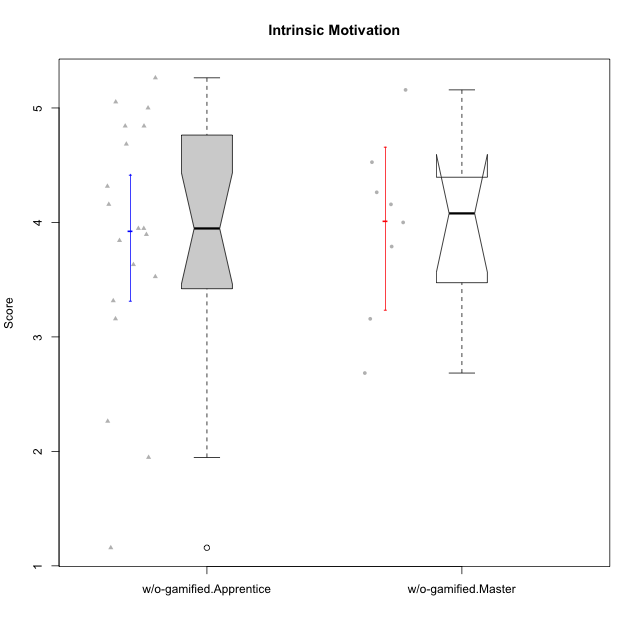 Intrinsic Motivation
Score
5
4
3
2
1
w/o-gamified.Apprentice
w/o-gamified.Master